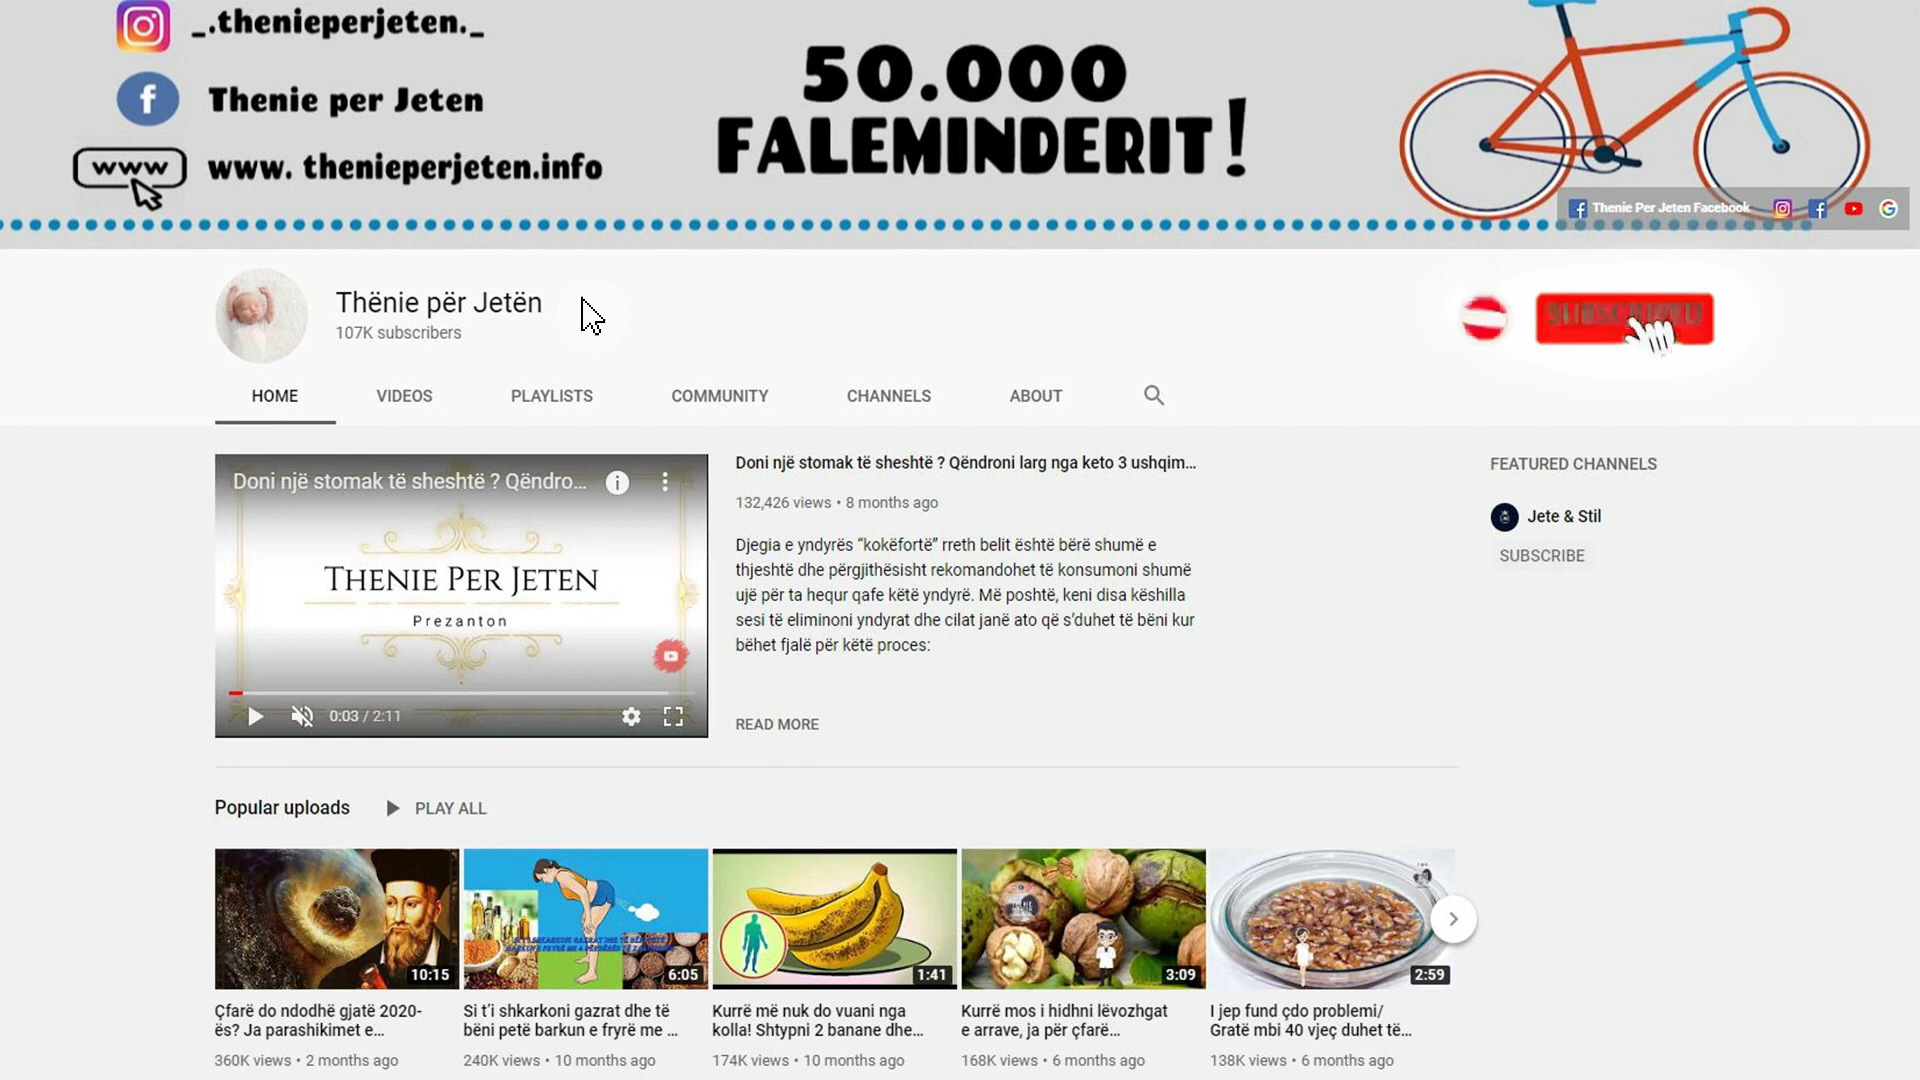 _.thenieperjeten._
Thenie per Jeten
www
www. thenieperjeten.info
50.000
FALEMINDERIT!
Thenie Per Jeten Facebook
Thënie për Jetën
107K subscribers
HOME
VIDEOS
PLAYLISTS
COMMUNITY
CHANNELS
ABOUT
Doni një stomak të sheshtë ? Qëndro...
THENIE PER JETEN
Prezanton
0:03 / 2:11
Doni një stomak të sheshtë ? Qëndroni larg nga keto 3 ushqim...
132,426 views • 8 months ago
Djegia e yndyrës “kokëfortë” rreth belit është bërë shumë e
thjeshtë dhe përgjithësisht rekomandohet të konsumoni shumë
ujë për ta hequr qafe këtë yndyrë. Më poshtë, keni disa këshilla
sesi të eliminoni yndyrat dhe cilat janë ato që s’duhet të bëni kur
bëhet fjalë për këtë proces:
READ MORE
FEATURED CHANNELS
Jete & Stil
SUBSCRIBE
Popular uploads
PLAY ALL
10:15
6:05
1:41
3:09
2:59
Çfarë do ndodhë gjatë 2020-
ës? Ja parashikimet e...
360K views • 2 months ago
Si t’i shkarkoni gazrat dhe të
bëni petë barkun e fryrë me ...
240K views • 10 months ago
Kurrë më nuk do vuani nga
kolla! Shtypni 2 banane dhe...
174K views • 10 months ago
Kurrë mos i hidhni lëvozhgat
e arrave, ja për çfarë...
168K views • 6 months ago
I jep fund çdo problemi/
Gratë mbi 40 vjeç duhet të...
138K views • 6 months ago